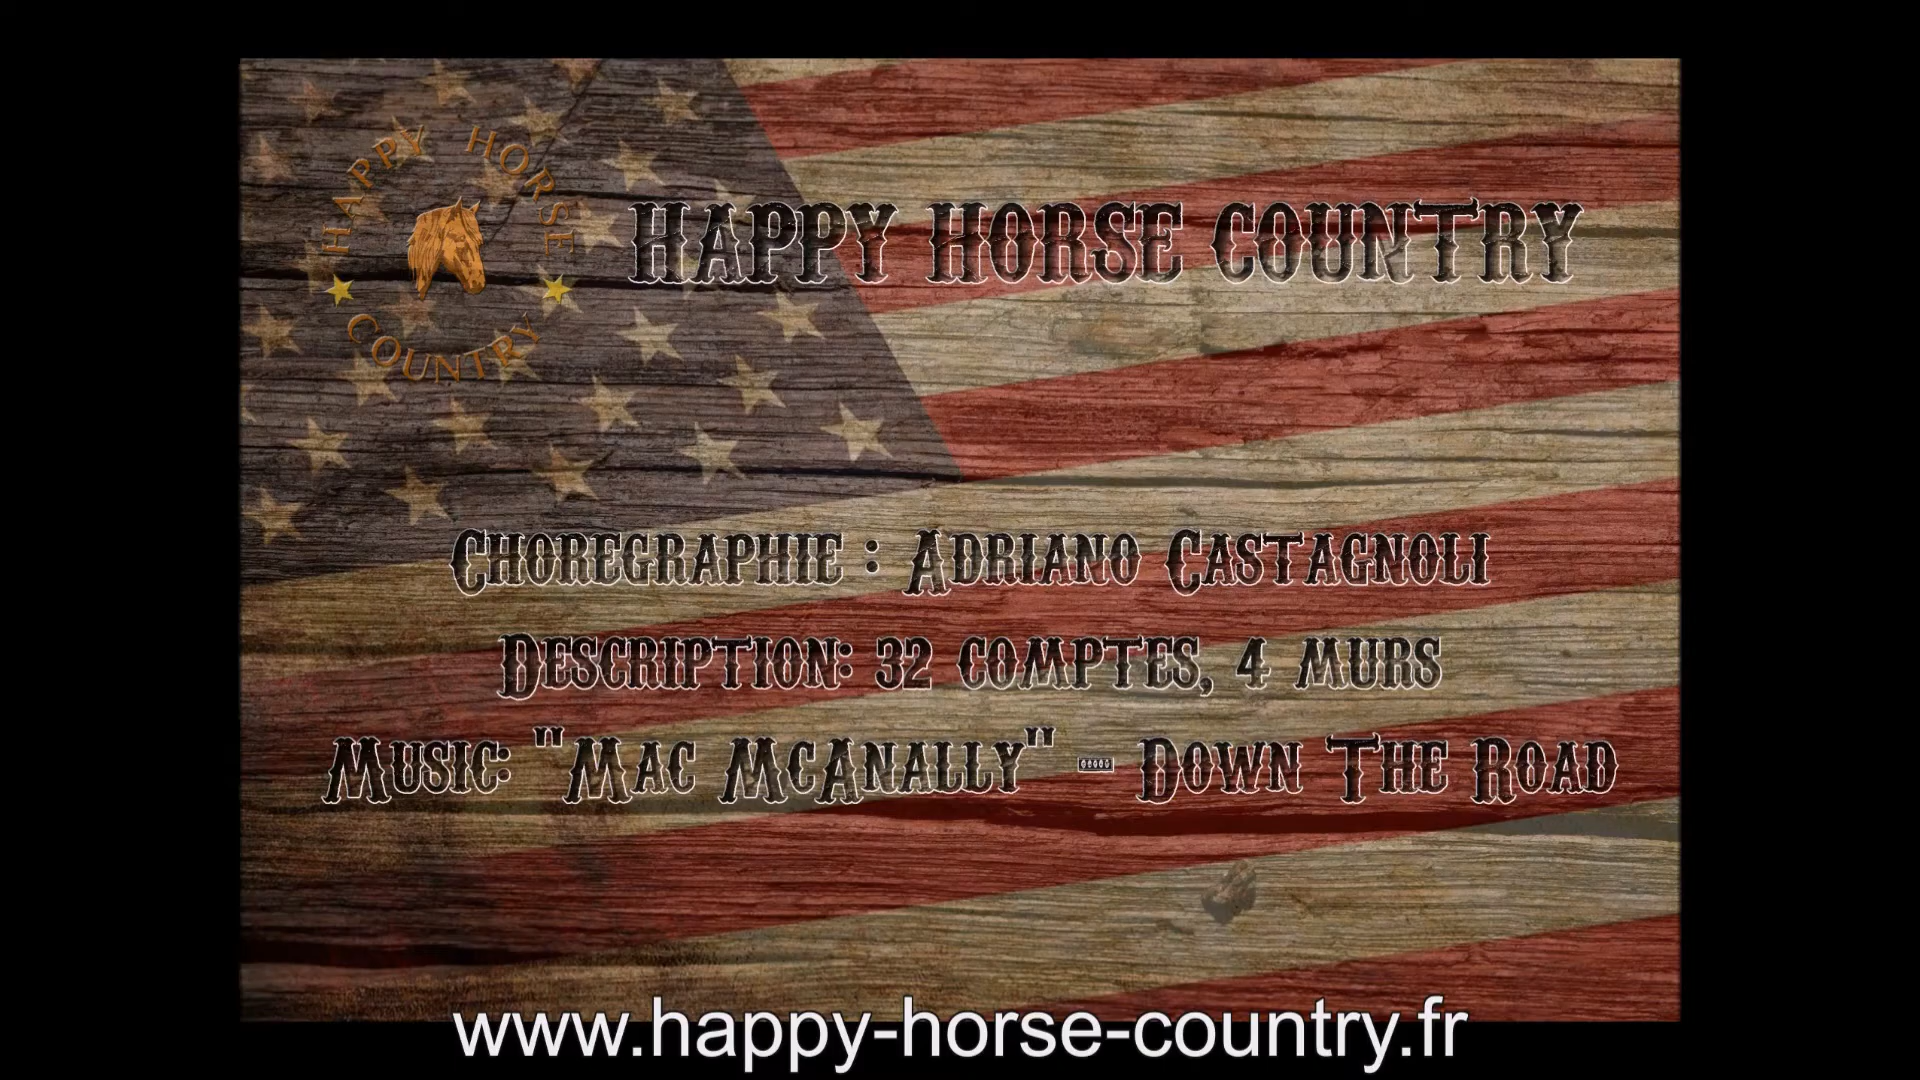 HAPPY HORSE
COUNTRY
HAPPY HORSE COUNTRY
CHOREGRAPHIE : ADRIANO CASTAGNOLI
DESCRIPTION: 32 COMPTES, 4 MURS
MUSIC: "MAC MCANALLY" - DOWN THE ROAD
www.happy-horse-country.fr